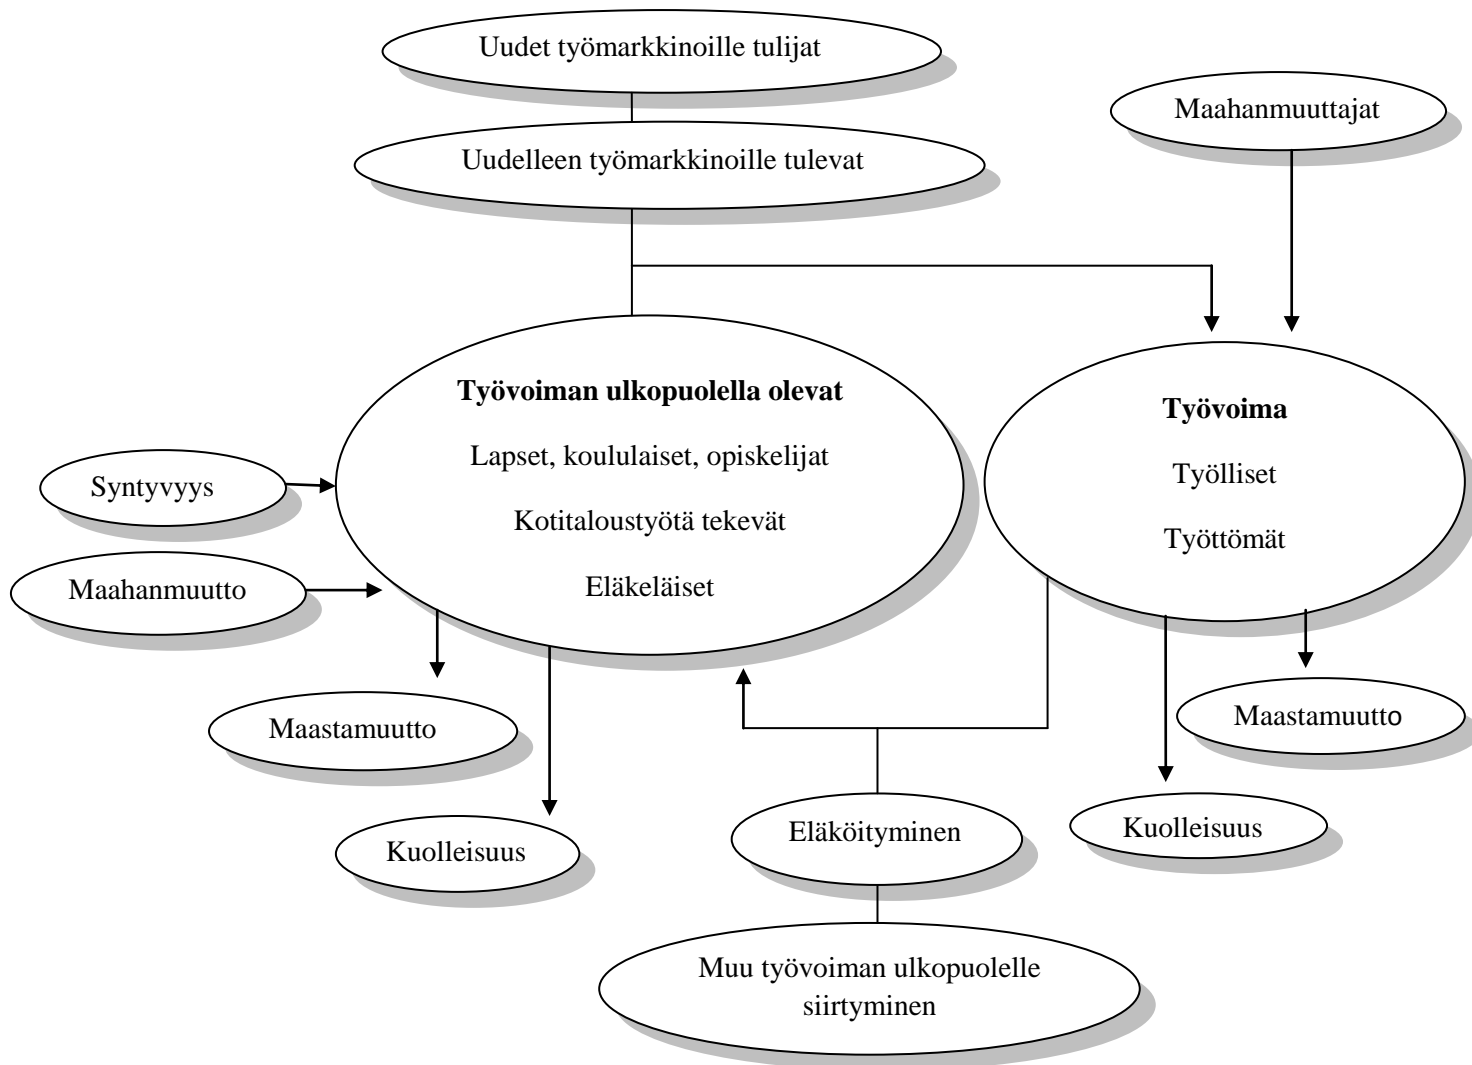 Uudet työmarkkinoille tulijat
Maahanmuuttajat
Uudelleen työmarkkinoille tulevat
Työvoiman ulkopuolella olevat
Lapset, koululaiset, opiskelijat
Kotitaloustyötä tekevät
Eläkeläiset
Työvoima
Työlliset
Työttömät
Syntyvyys
Maahanmuutto
Maastamuutto
Kuolleisuus
Maastamuutto
Kuolleisuus
Eläköityminen
Muu työvoiman ulkopuolelle
siirtyminen